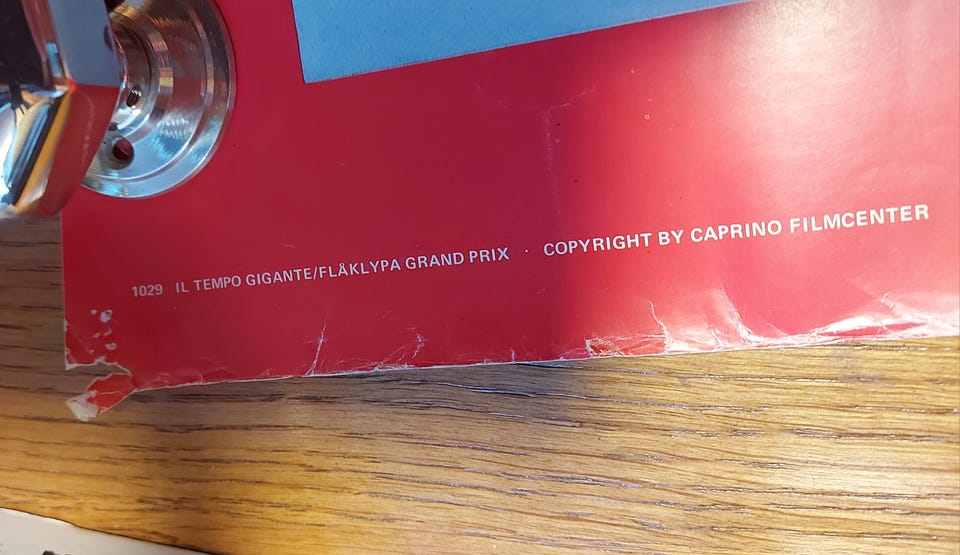 1029 IL TEMPO GIGANTE/FLÅKLYPA GRAND PRIX · COPYRIGHT BY CAPRINO FILMCENTER